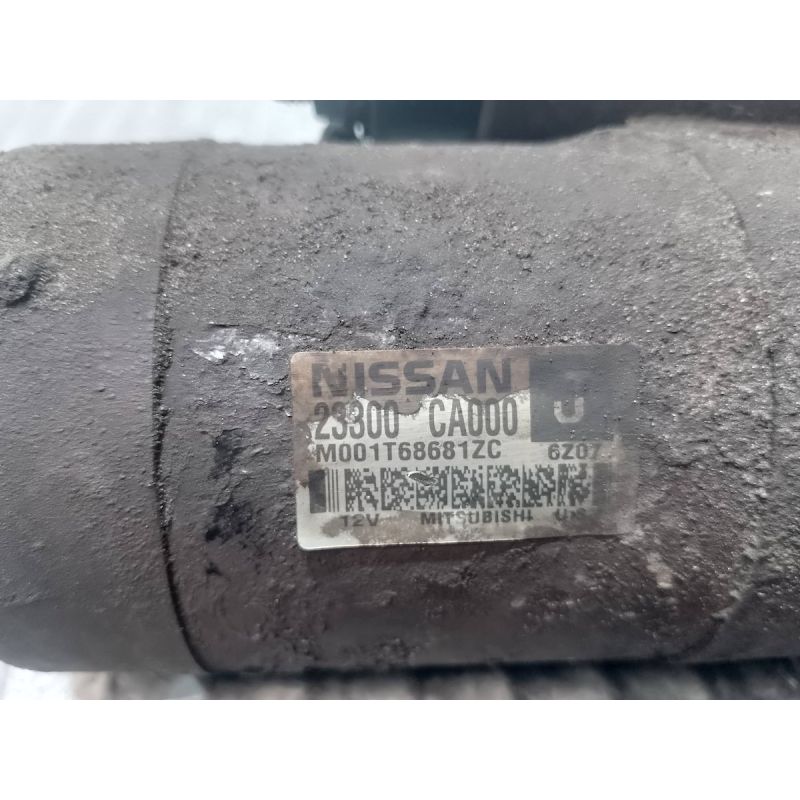 NISSAN
23300 CA000 J
M001T68681ZC 6Z07
12V MITSUBISHI